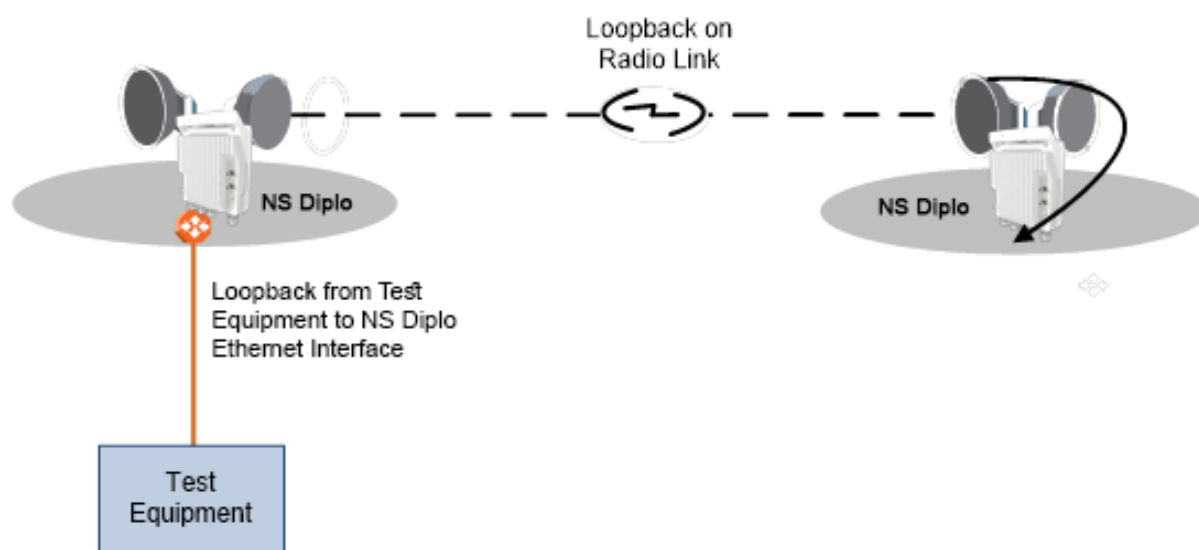 Loopback on
Radio Link
NS Diplo
NS Diplo
Loopback from Test
Equipment to NS Diplo
Ethernet Interface
Test
Equipment